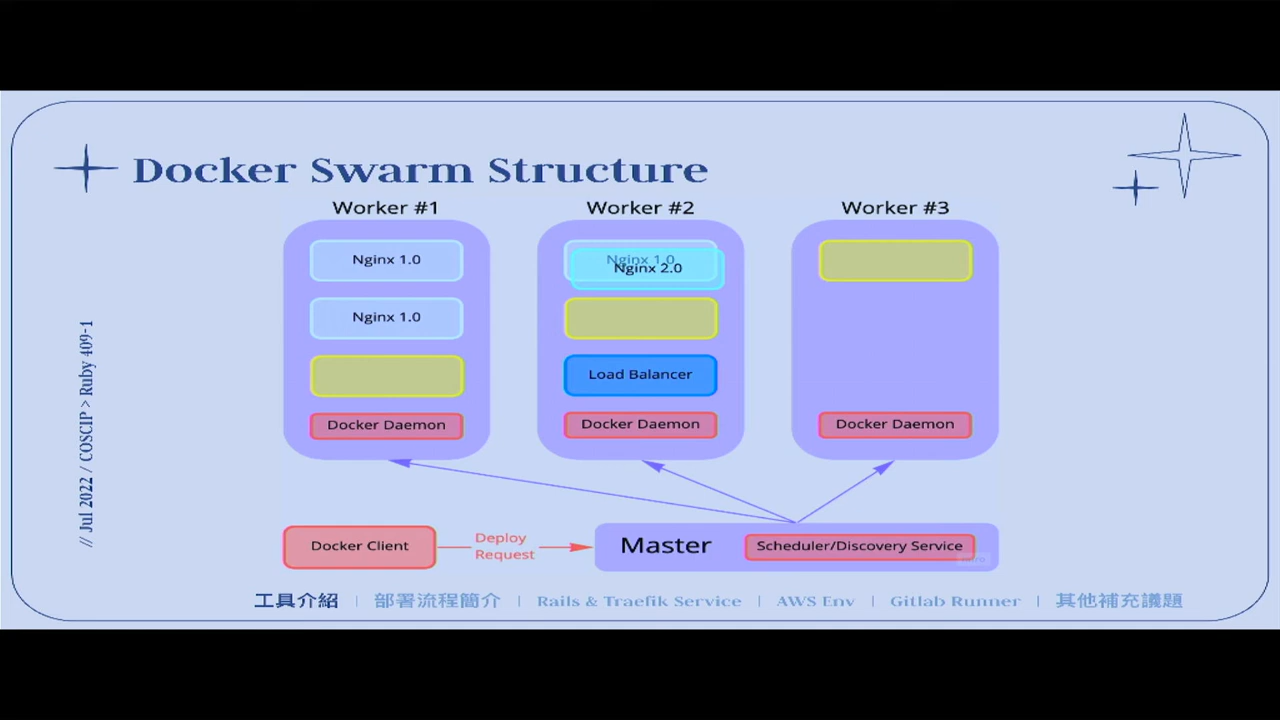 Docker Swarm Structure
Worker #1
Worker #2
Worker #3
Nginx 1.0
Nginx 1.0
Nginx 2.0
Nginx 1.0
Load Balancer
Docker Daemon
Docker Daemon
Docker Daemon
// Jul 2022 / COSCIP > Ruby 409-1
Docker Client
Deploy
Request
Master
Scheduler/Discovery Service
工具介紹 | 部署流程簡介 | Rails & Traefik Service | AWS Env | Gitlab Runner | 其他補充議題